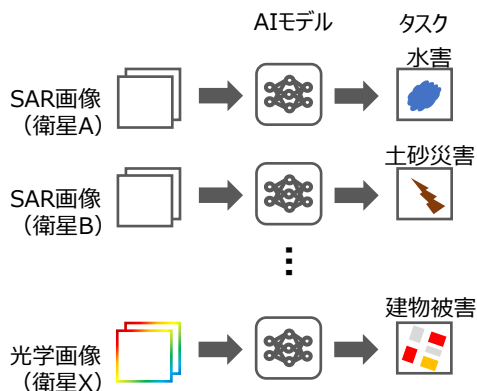 AIモデル
タスク
水害
SAR画像
（衛星A）
土砂災害
SAR画像
（衛星B）
建物被害
光学画像
（衛星X）